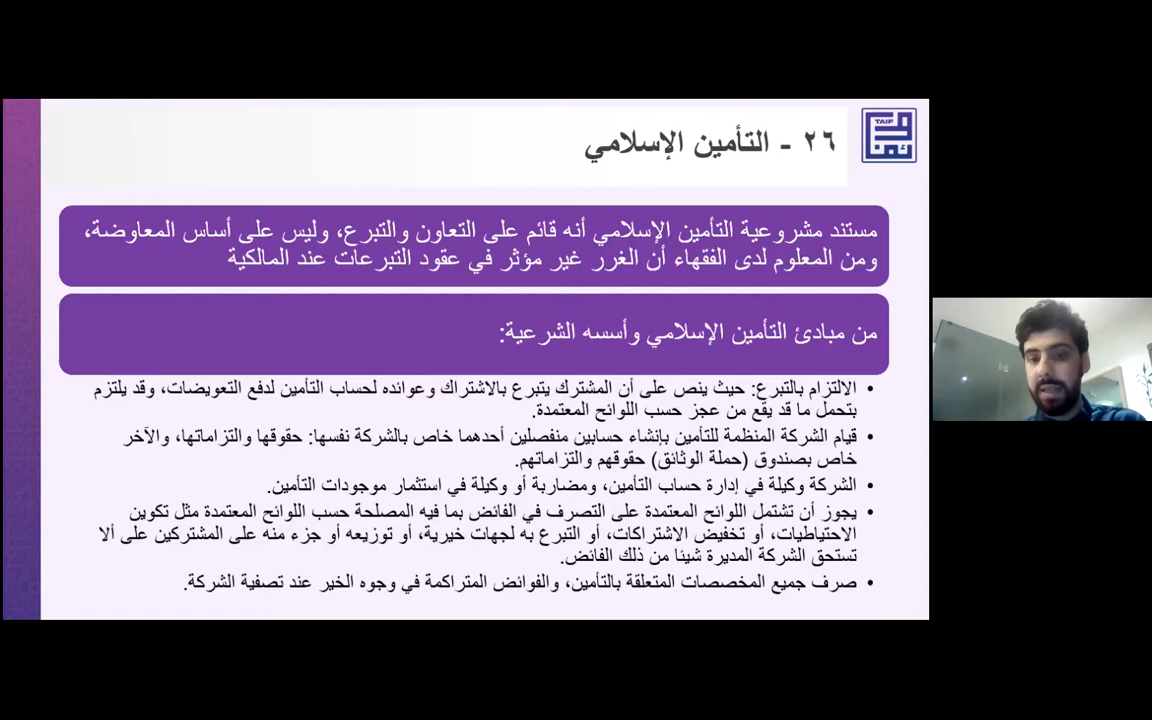 ٢٦ - التأمين الإسلامي
TAIF
مستند مشروعية التأمين الإسلامي أنه قائم على التعاون والتبرع، وليس على أساس المعاوضة،
ومن المعلوم لدى الفقهاء أن الغرر غير مؤثر في عقود التبرعات عند المالكية
من مبادئ التأمين الإسلامي وأسسه الشرعية:
• الالتزام بالتبرع: حيث ينص على أن المشترك يتبرع بالاشتراك وعوائده لحساب التأمين لدفع التعويضات، وقد يلتزم
بتحمل ما قد يقع من عجز حسب اللوائح المعتمدة.
• قيام الشركة المنظمة للتأمين بإنشاء حسابين منفصلين أحدهما خاص بالشركة نفسها: حقوقها والتزاماتها، والآخر
خاص بصندوق (حملة الوثائق) حقوقهم والتزاماتهم.
• الشركة وكيلة في إدارة حساب التأمين، ومضاربة أو وكيلة في استثمار موجودات التأمين.
• يجوز أن تشتمل اللوائح المعتمدة على التصرف في الفائض بما فيه المصلحة حسب اللوائح المعتمدة مثل تكوين
الاحتياطيات، أو تخفيض الاشتراكات، أو التبرع به لجهات خيرية، أو توزيعه أو جزء منه على المشتركين على ألا
تستحق الشركة المديرة شيئا من ذلك الفائض.
• صرف جميع المخصصات المتعلقة بالتأمين، والفوائض المتراكمة في وجوه الخير عند تصفية الشركة.